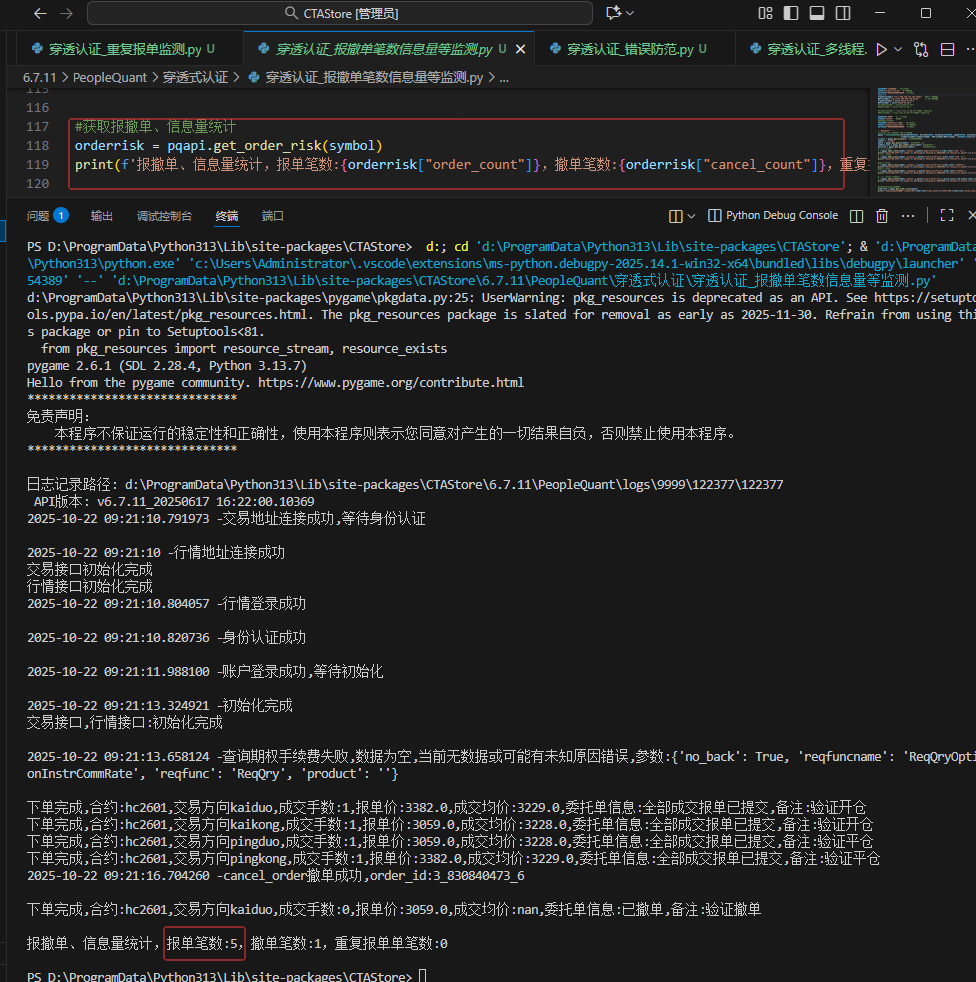 CTAStore [管理员]
穿透认证_重复报单监测.py U
穿透认证_报撤单笔数信息量等监测.py U
穿透认证_错误防范.py U
穿透认证_多线程.
6.7.11 > PeopleQuant > 穿透式认证 > 穿透认证_报撤单笔数信息量等监测.py > ...
115
116
117 #获取报撤单、信息量统计
118 orderrisk = pqapi.get_order_risk(symbol)
119 print(f'报撤单、信息量统计，报单笔数:{orderrisk["order_count"]}，撤单笔数:{orderrisk["cancel_count"]}，重复
120
问题 1 输出 调试控制台 终端 端口 Python Debug Console
PS D:\ProgramData\Python313\Lib\site-packages\CTAStore> d:; cd 'd:\ProgramData\Python313\Lib\site-packages\CTAStore'; & 'd:\ProgramData
\Python313\python.exe' 'c:\Users\Administrator\.vscode\extensions\ms-python.debugpy-2025.14.1-win32-x64\bundled\libs\debugpy\launcher' '
54389' '--' 'd:\ProgramData\Python313\Lib\site-packages\CTAStore\6.7.11\PeopleQuant\穿透式认证\穿透认证_报撤单笔数信息量等监测.py'
d:\ProgramData\Python313\Lib\site-packages\pygame\pkgdata.py:25: UserWarning: pkg_resources is deprecated as an API. See https://setupto
ols.pypa.io/en/latest/pkg_resources.html. The pkg_resources package is slated for removal as early as 2025-11-30. Refrain from using thi
s package or pin to Setuptools<81.
from pkg_resources import resource_stream, resource_exists
pygame 2.6.1 (SDL 2.28.4, Python 3.13.7)
Hello from the pygame community. https://www.pygame.org/contribute.html
******************************
免责声明：
本程序不保证运行的稳定性和正确性，使用本程序则表示您同意对产生的一切结果自负，否则禁止使用本程序。
******************************
日志记录路径: d:\ProgramData\Python313\Lib\site-packages\CTAStore\6.7.11\PeopleQuant\logs\9999\122377\122377
API版本: v6.7.11_20250617 16:22:00.10369
2025-10-22 09:21:10.791973 -交易地址连接成功,等待身份认证
2025-10-22 09:21:10 -行情地址连接成功
交易接口初始化完成
行情接口初始化完成
2025-10-22 09:21:10.804057 -行情登录成功
2025-10-22 09:21:10.820736 -身份认证成功
2025-10-22 09:21:11.988100 -账户登录成功,等待初始化
2025-10-22 09:21:13.324921 -初始化完成
交易接口,行情接口:初始化完成
2025-10-22 09:21:13.658124 -查询期权手续费失败,数据为空,当前无数据或可能有未知原因错误,参数:{'no_back': True, 'reqfuncname': 'ReqQryOpti
onInstrCommRate', 'reqfunc': 'ReqQry', 'product': ''}
下单完成,合约:hc2601,交易方向kaiduo,成交手数:1,报单价:3382.0,成交均价:3229.0,委托单信息:全部成交报单已提交,备注:验证开仓
下单完成,合约:hc2601,交易方向kaikong,成交手数:1,报单价:3059.0,成交均价:3228.0,委托单信息:全部成交报单已提交,备注:验证开仓
下单完成,合约:hc2601,交易方向pingduo,成交手数:1,报单价:3059.0,成交均价:3228.0,委托单信息:全部成交报单已提交,备注:验证平仓
下单完成,合约:hc2601,交易方向pingkong,成交手数:1,报单价:3382.0,成交均价:3229.0,委托单信息:全部成交报单已提交,备注:验证平仓
2025-10-22 09:21:16.704260 -cancel_order撤单成功,order_id:3_830840473_6
下单完成,合约:hc2601,交易方向kaiduo,成交手数:0,报单价:3059.0,成交均价:nan,委托单信息:已撤单,备注:验证撤单
报撤单、信息量统计，报单笔数:5，撤单笔数:1，重复报单单笔数:0
PS D:\ProgramData\Python313\Lib\site-packages\CTAStore>